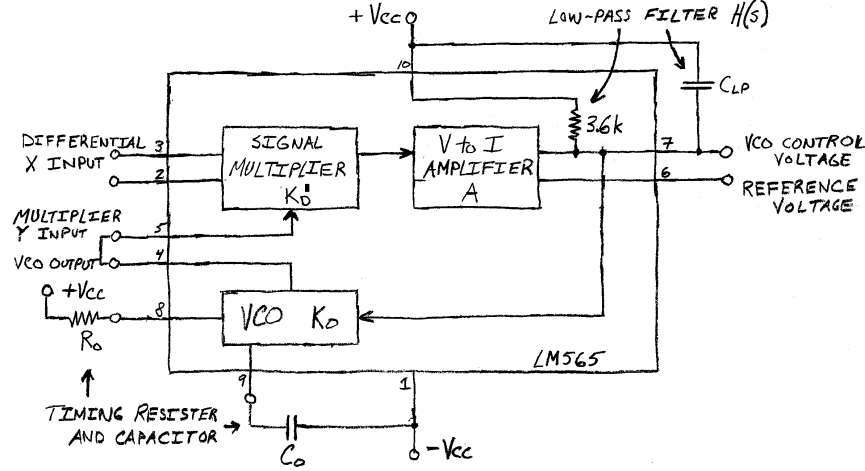 +Vcc
LOW-PASS FILTER H(s)
10
CLP
3.6k
DIFFERENTIAL
X INPUT
3
2
SIGNAL
MULTIPLIER
KD'
V to I
AMPLIFIER
A
7
VCO CONTROL
VOLTAGE
6
REFERENCE
VOLTAGE
MULTIPLIER
Y INPUT
5
VCO OUTPUT
4
+Vcc
8
Ro
VCO Ko
LM565
9
1
TIMING RESISTER
AND CAPACITOR
Co
-Vcc